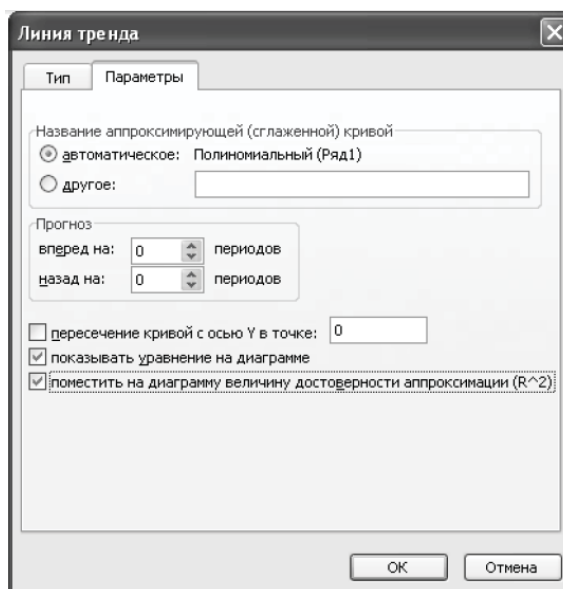 Линия тренда
Тип Параметры
Название аппроксимирующей (сглаженной) кривой
автоматическое: Полиномиальный (Ряд1)
другое:
Прогноз
вперед на: 0 периодов
назад на: 0 периодов
пересечение кривой с осью Y в точке: 0
показывать уравнение на диаграмме
поместить на диаграмму величину достоверности аппроксимации (R^2)
ОК Отмена